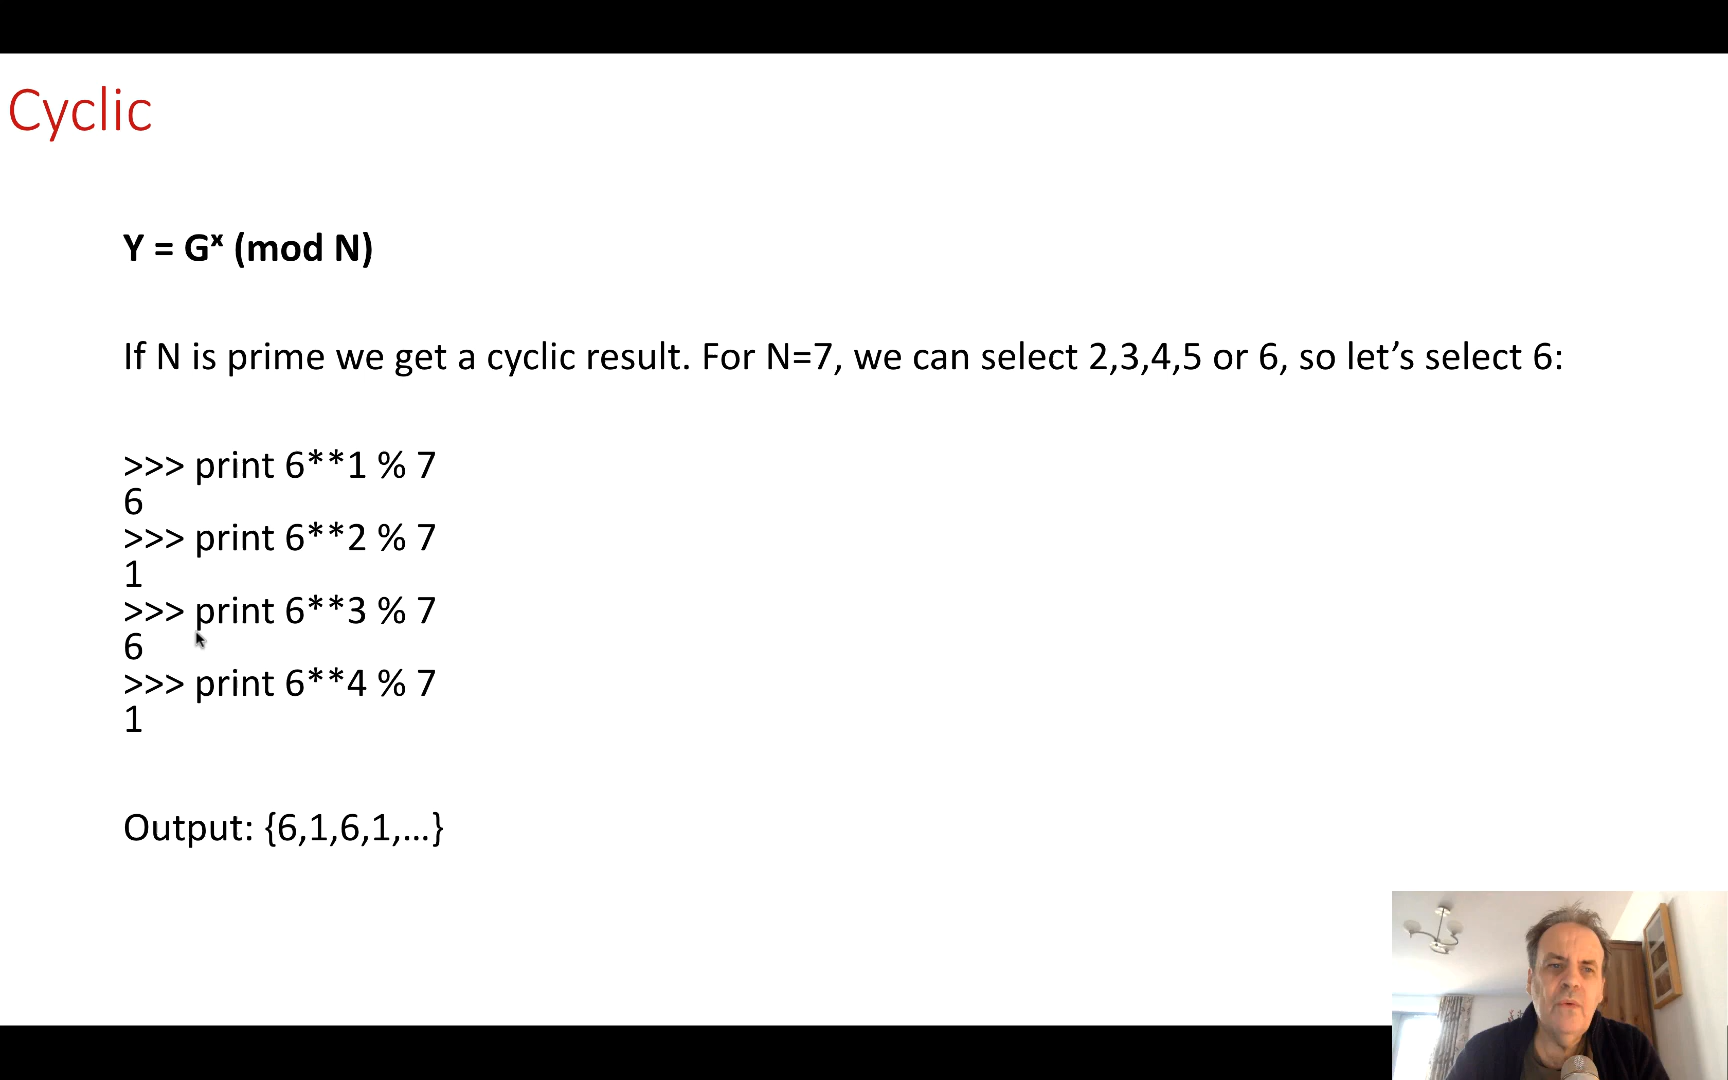 Cyclic
Y = Gˣ (mod N)
If N is prime we get a cyclic result. For N=7, we can select 2,3,4,5 or 6, so let’s select 6:
>>> print 6**1 % 7
6
>>> print 6**2 % 7
1
>>> print 6**3 % 7
6
>>> print 6**4 % 7
1
Output: {6,1,6,1,…}